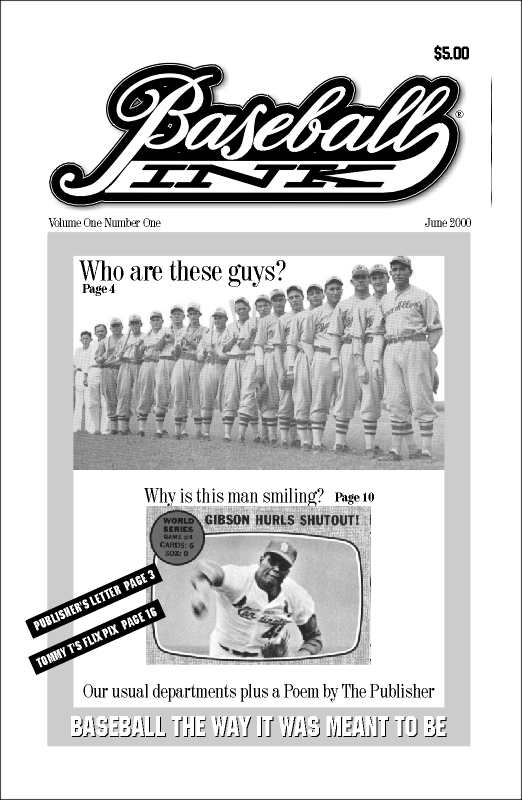 $5.00
Baseball
INK
®
Volume One Number One
June 2000
Who are these guys?
Page 4
Why is this man smiling? Page 10
WORLD
SERIES
GAME #4
CARDS: 6
SOX: 0
GIBSON HURLS SHUTOUT!
Cardinals
PUBLISHER'S LETTER PAGE 3
TOMMY T'S FLIX PIX PAGE 16
Our usual departments plus a Poem by The Publisher
BASEBALL THE WAY IT WAS MEANT TO BE